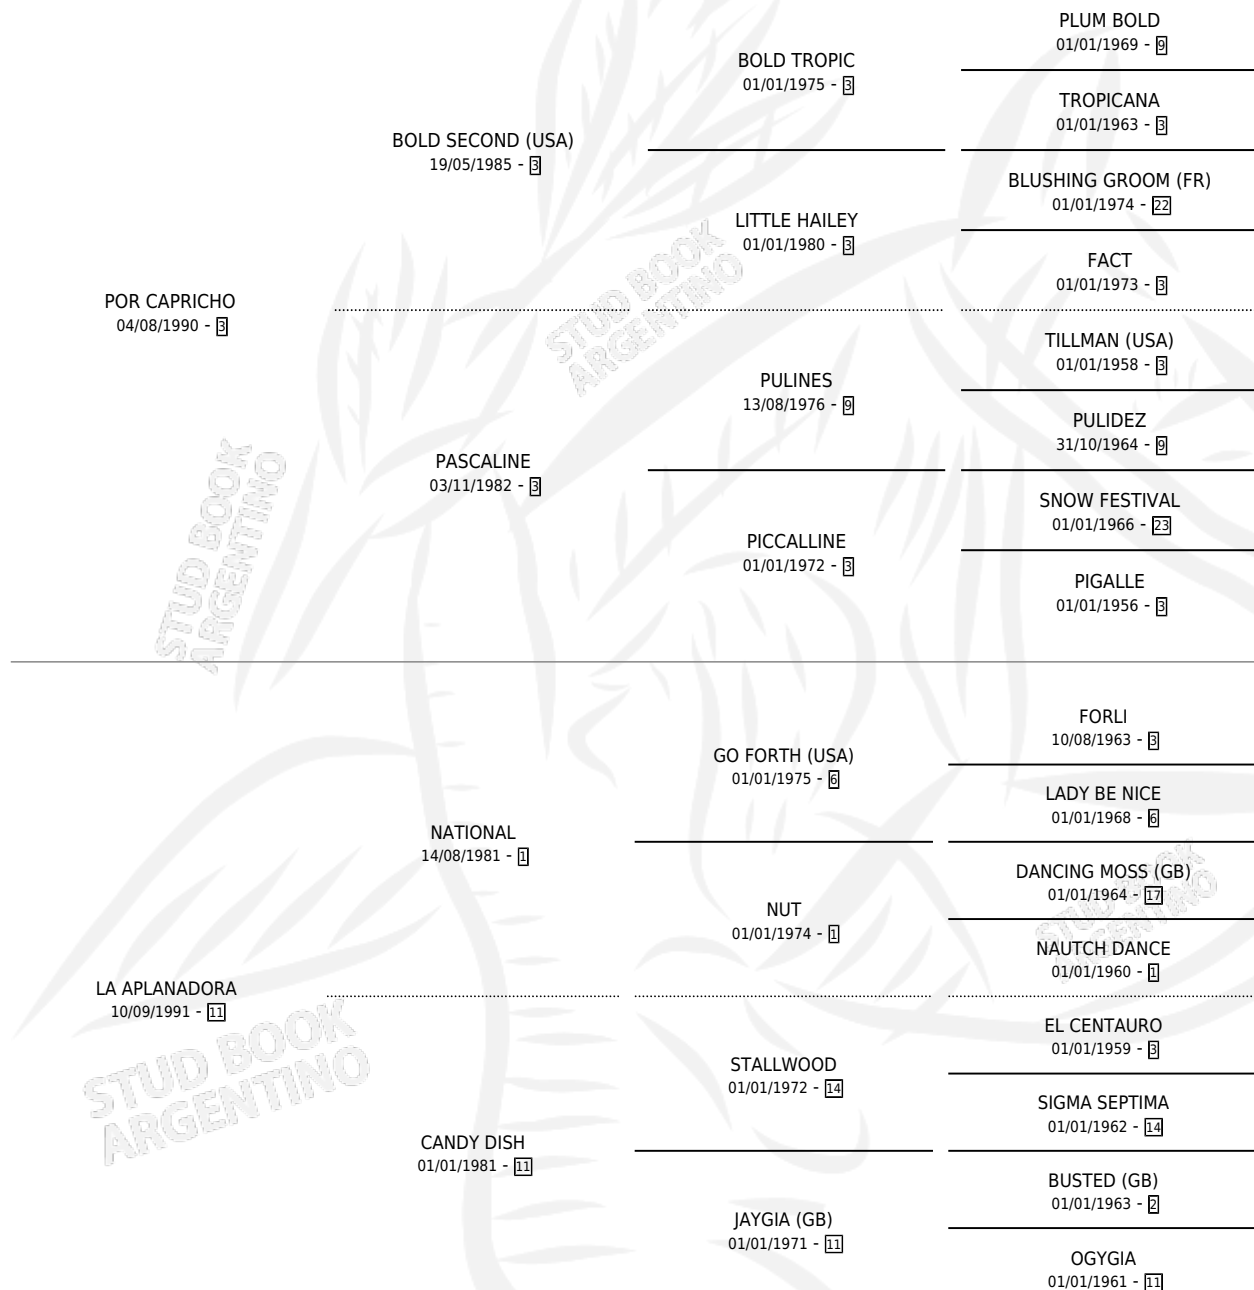 PLUM BOLD
01/01/1969 - 9
BOLD TROPIC
01/01/1975 - 3
TROPICANA
01/01/1963 - 3
BOLD SECOND (USA)
19/05/1985 - 3
BLUSHING GROOM (FR)
01/01/1974 - 22
LITTLE HAILEY
01/01/1980 - 3
FACT
01/01/1973 - 3
POR CAPRICHO
04/08/1990 - 3
STUD BOOK
ARGENTINO
TILLMAN (USA)
01/01/1958 - 3
PULINES
13/08/1976 - 9
PULIDEZ
31/10/1964 - 9
PASCALINE
03/11/1982 - 3
STUD BOOK
ARGENTINO
SNOW FESTIVAL
01/01/1966 - 23
PICCALLINE
01/01/1972 - 3
PIGALLE
01/01/1956 - 3
FORLI
10/08/1963 - 3
GO FORTH (USA)
01/01/1975 - 6
LADY BE NICE
01/01/1968 - 6
NATIONAL
14/08/1981 - 1
DANCING MOSS (GB)
01/01/1964 - 17
STUD BOOK
ARGENTINO
NUT
01/01/1974 - 1
NAUTCH DANCE
01/01/1960 - 1
LA APLANADORA
10/09/1991 - 11
STUD BOOK
ARGENTINO
EL CENTAURO
01/01/1959 - 3
STALLWOOD
01/01/1972 - 14
SIGMA SEPTIMA
01/01/1962 - 14
CANDY DISH
01/01/1981 - 11
BUSTED (GB)
01/01/1963 - 2
JAYGIA (GB)
01/01/1971 - 11
OGYGIA
01/01/1961 - 11